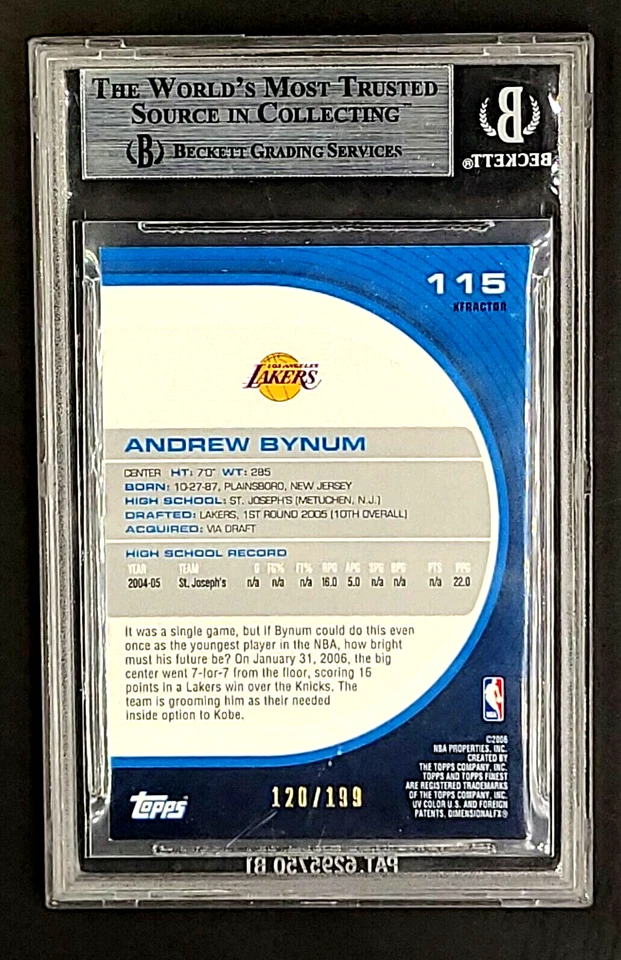 THE WORLD'S MOST TRUSTED
SOURCE IN COLLECTING™
(B) BECKETT GRADING SERVICES
B
BECKETT®
115
XFRACTOR
LOS ANGELES
LAKERS
ANDREW BYNUM
CENTER HT: 7'0" WT: 285
BORN: 10-27-87, PLAINSBORO, NEW JERSEY
HIGH SCHOOL: ST. JOSEPH'S (METUCHEN, N.J.)
DRAFTED: LAKERS, 1ST ROUND 2005 (10TH OVERALL)
ACQUIRED: VIA DRAFT
HIGH SCHOOL RECORD
YEAR TEAM G FG% FT% RPG APG SPG BPG PTS PPG
2004-05 St. Joseph's n/a n/a n/a 16.0 5.0 n/a n/a n/a 22.0
It was a single game, but if Bynum could do this even
once as the youngest player in the NBA, how bright
must his future be? On January 31, 2006, the big
center went 7-for-7 from the floor, scoring 16
points in a Lakers win over the Knicks. The
team is grooming him as their needed
inside option to Kobe.
NBA
©2006
NBA PROPERTIES, INC.
CREATED BY
THE TOPPS COMPANY, INC.
TOPPS AND TOPPS FINEST
ARE REGISTERED TRADEMARKS
OF THE TOPPS COMPANY, INC.
UV COLOR U.S. AND FOREIGN
PATENTS, DIMENSIONALFX®
topps
120/199
PAT.6295750 B1